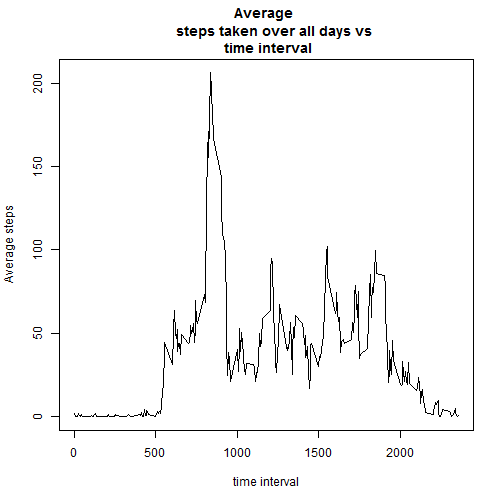 Average
steps taken over all days vs
time interval
Average steps
200
150
100
50
0
0 500 1000 1500 2000
time interval